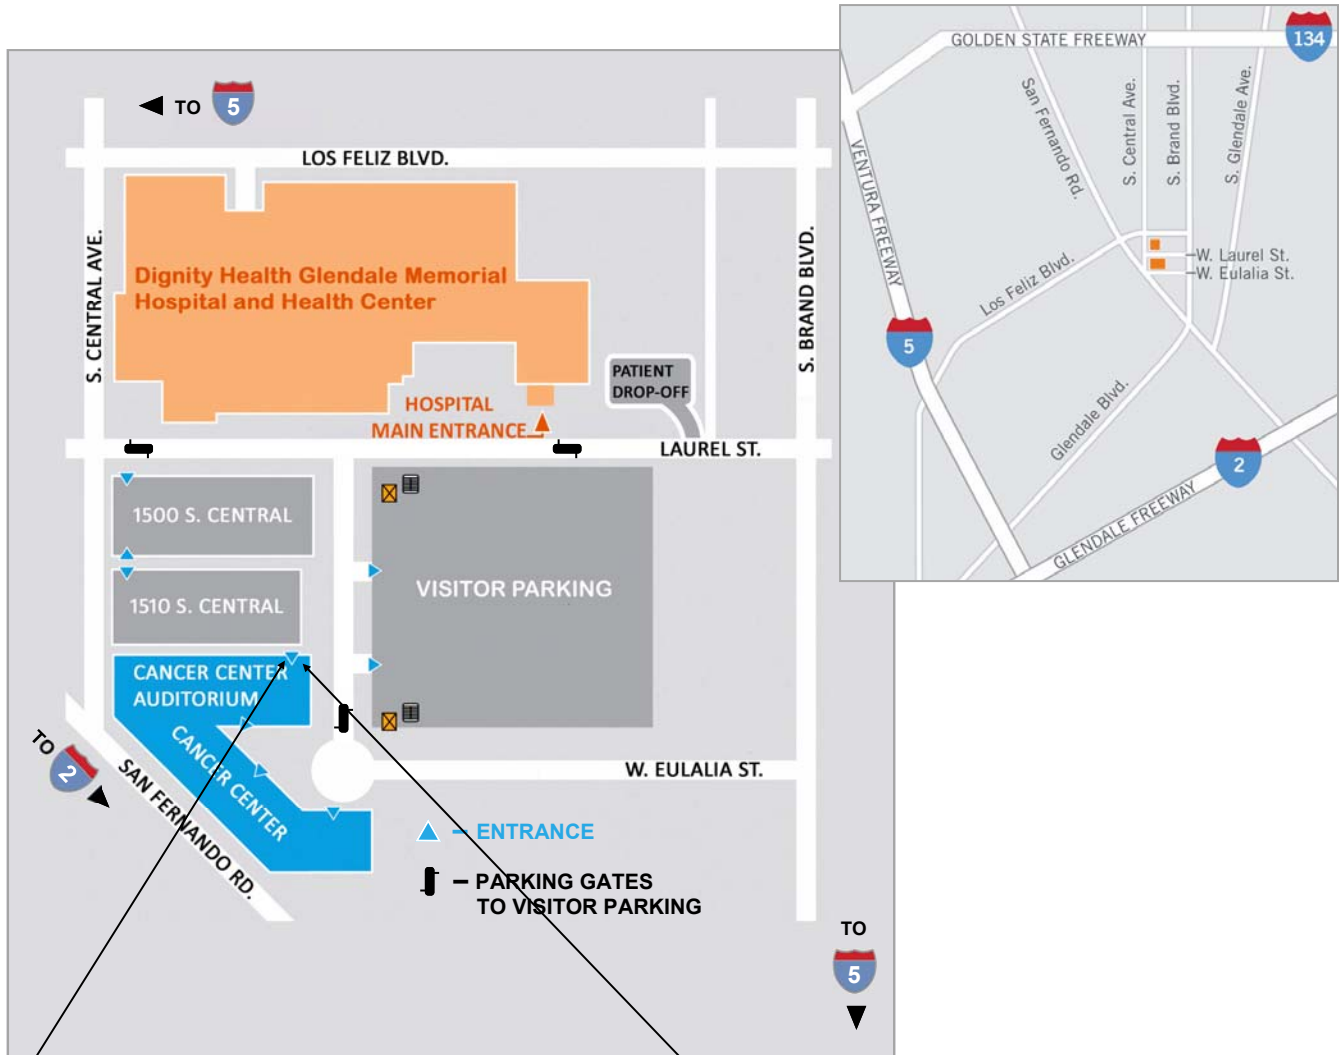 TO 5
LOS FELIZ BLVD.
S. CENTRAL AVE.
S. BRAND BLVD.
Dignity Health Glendale Memorial
Hospital and Health Center
PATIENT
DROP-OFF
HOSPITAL
MAIN ENTRANCE
LAUREL ST.
1500 S. CENTRAL
1510 S. CENTRAL
VISITOR PARKING
CANCER CENTER
AUDITORIUM
CANCER CENTER
TO 2
SAN FERNANDO RD.
W. EULALIA ST.
– ENTRANCE
– PARKING GATES
TO VISITOR PARKING
TO
5
GOLDEN STATE FREEWAY
134
San Fernando Rd.
S. Central Ave.
S. Brand Blvd.
S. Glendale Ave.
VENTURA FREEWAY
W. Laurel St.
W. Eulalia St.
Los Feliz Blvd.
5
Glendale Blvd.
2
GLENDALE FREEWAY